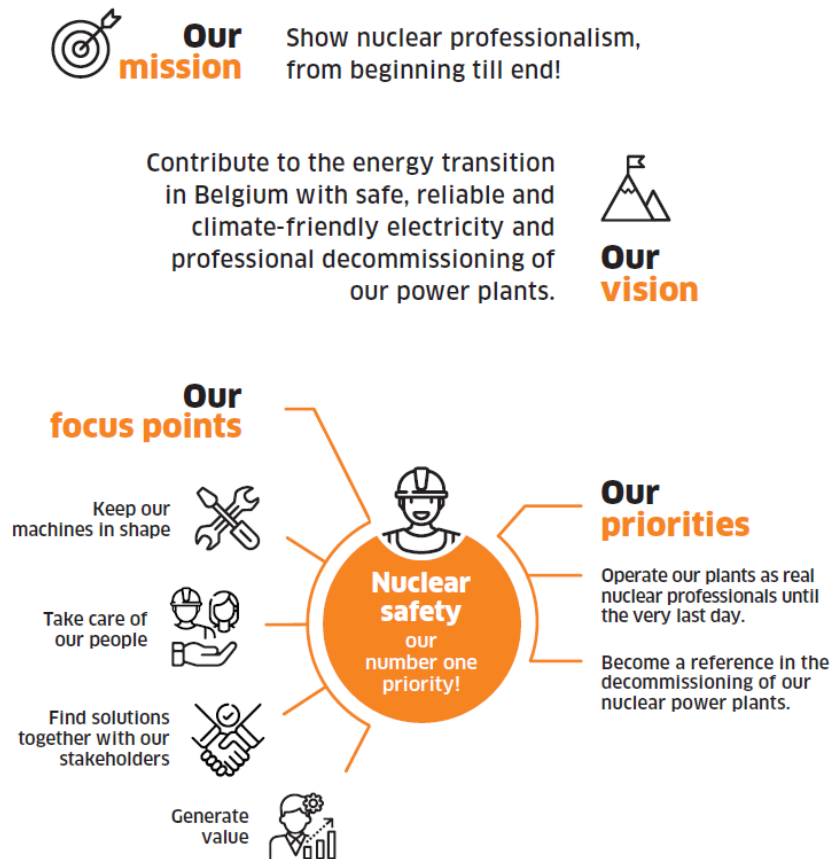 Our
mission
Show nuclear professionalism,
from beginning till end!
Contribute to the energy transition
in Belgium with safe, reliable and
climate-friendly electricity and
professional decommissioning of
our power plants.
Our
vision
Our
focus points
Keep our
machines in shape
Take care of
our people
Find solutions
together with our
stakeholders
Generate
value
Nuclear
safety
our
number one
priority!
Our
priorities
Operate our plants as real
nuclear professionals until
the very last day.
Become a reference in the
decommissioning of our
nuclear power plants.